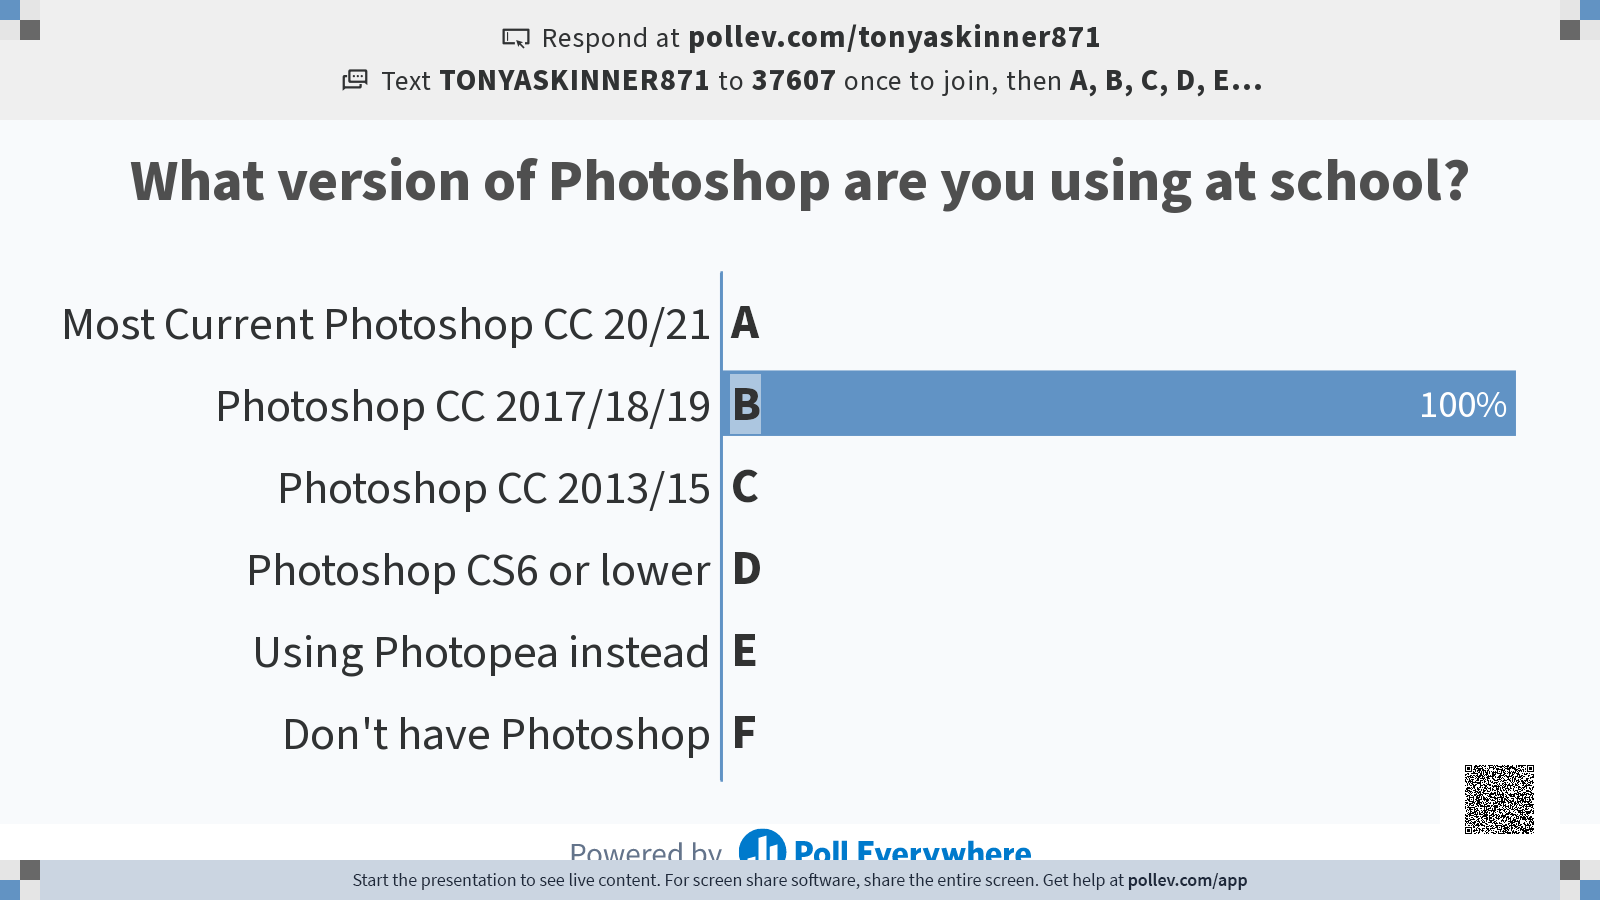 Respond at pollev.com/tonyaskinner871
Text TONYASKINNER871 to 37607 once to join, then A, B, C, D, E...
What version of Photoshop are you using at school?
Most Current Photoshop CC 20/21 A
Photoshop CC 2017/18/19 B 100%
Photoshop CC 2013/15 C
Photoshop CS6 or lower D
Using Photopea instead E
Don't have Photoshop F
Powered by Poll Everywhere
Start the presentation to see live content. For screen share software, share the entire screen. Get help at pollev.com/app